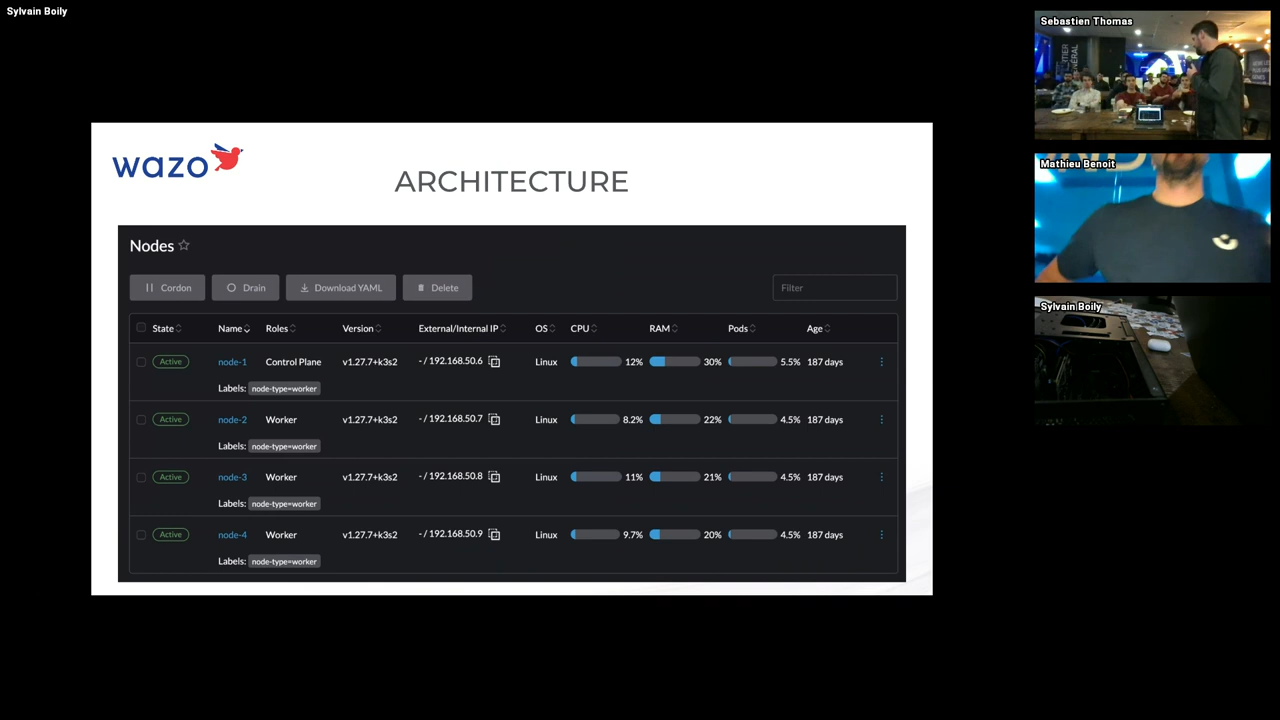 Sylvain Boily
wazo
ARCHITECTURE
Nodes
Cordon Drain Download YAML Delete Filter
State Name Roles Version External/Internal IP OS CPU RAM Pods Age
Active node-1 Control Plane v1.27.7+k3s2 - / 192.168.50.6 Linux 12% 30% 5.5% 187 days
Labels: node-type=worker
Active node-2 Worker v1.27.7+k3s2 - / 192.168.50.7 Linux 8.2% 22% 4.5% 187 days
Labels: node-type=worker
Active node-3 Worker v1.27.7+k3s2 - / 192.168.50.8 Linux 11% 21% 4.5% 187 days
Labels: node-type=worker
Active node-4 Worker v1.27.7+k3s2 - / 192.168.50.9 Linux 9.7% 20% 4.5% 187 days
Labels: node-type=worker
Sebastien Thomas
Mathieu Benoit
Sylvain Boily